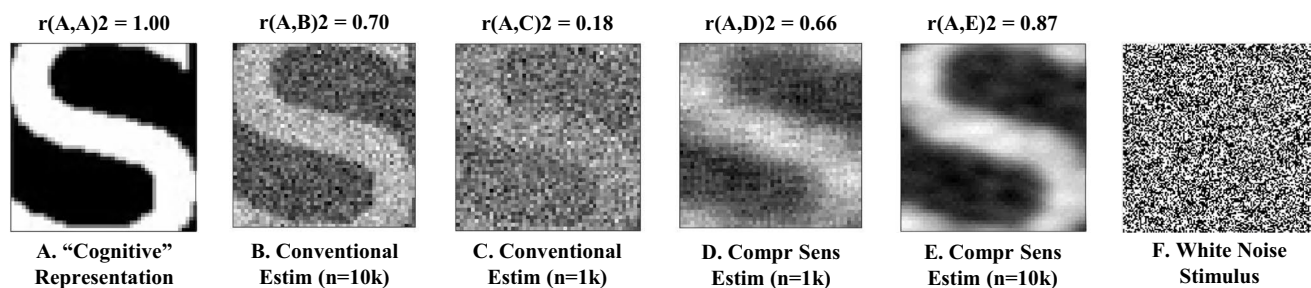 r(A,A)2 = 1.00
r(A,B)2 = 0.70
r(A,C)2 = 0.18
r(A,D)2 = 0.66
r(A,E)2 = 0.87
A. “Cognitive”
Representation
B. Conventional
Estim (n=10k)
C. Conventional
Estim (n=1k)
D. Compr Sens
Estim (n=1k)
E. Compr Sens
Estim (n=10k)
F. White Noise
Stimulus